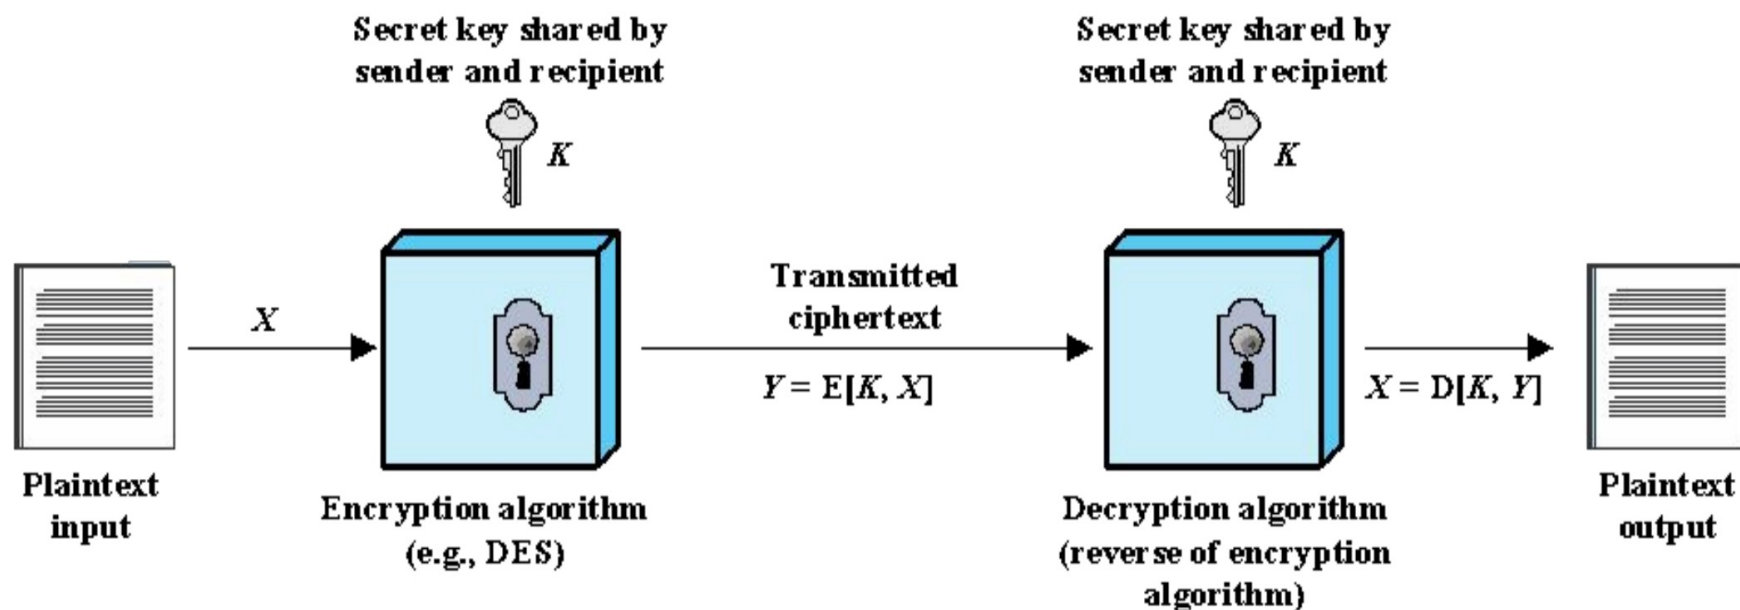 Secret key shared by
sender and recipient
K
Secret key shared by
sender and recipient
K
X
Transmitted
ciphertext
Y = E[K, X]
X = D[K, Y]
Plaintext
input
Encryption algorithm
(e.g., DES)
Decryption algorithm
(reverse of encryption
algorithm)
Plaintext
output